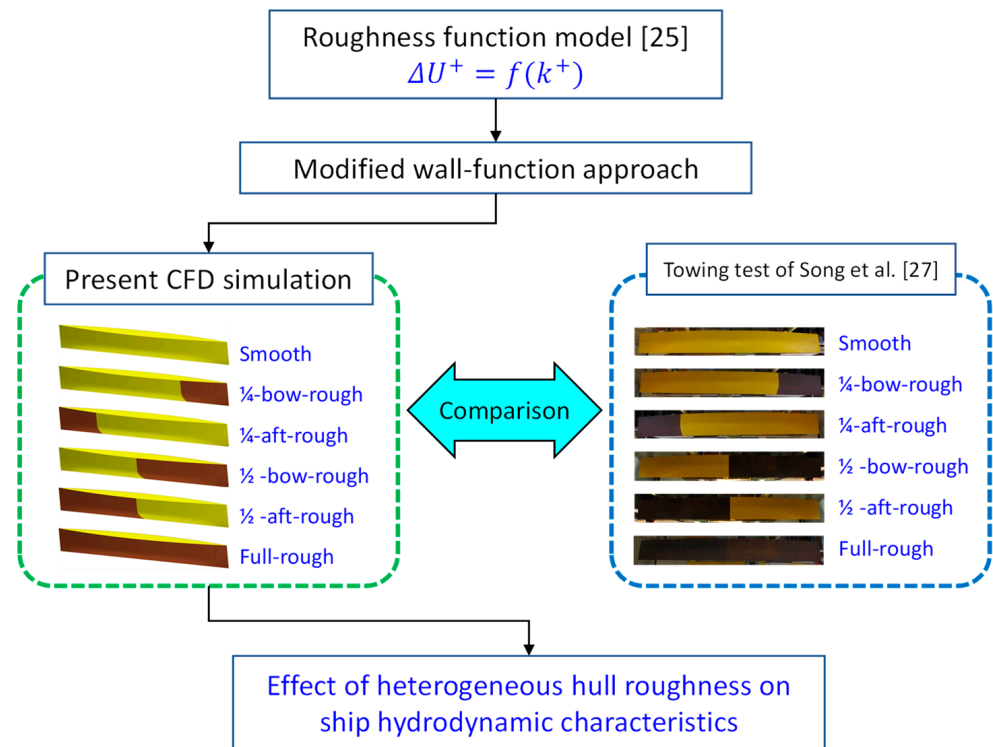 Roughness function model [25]
ΔU⁺ = f(k⁺)
Modified wall-function approach
Present CFD simulation
Smooth
¼-bow-rough
¼-aft-rough
½ -bow-rough
½ -aft-rough
Full-rough
Comparison
Towing test of Song et al. [27]
Smooth
¼-bow-rough
¼-aft-rough
½ -bow-rough
½ -aft-rough
Full-rough
Effect of heterogeneous hull roughness on
ship hydrodynamic characteristics